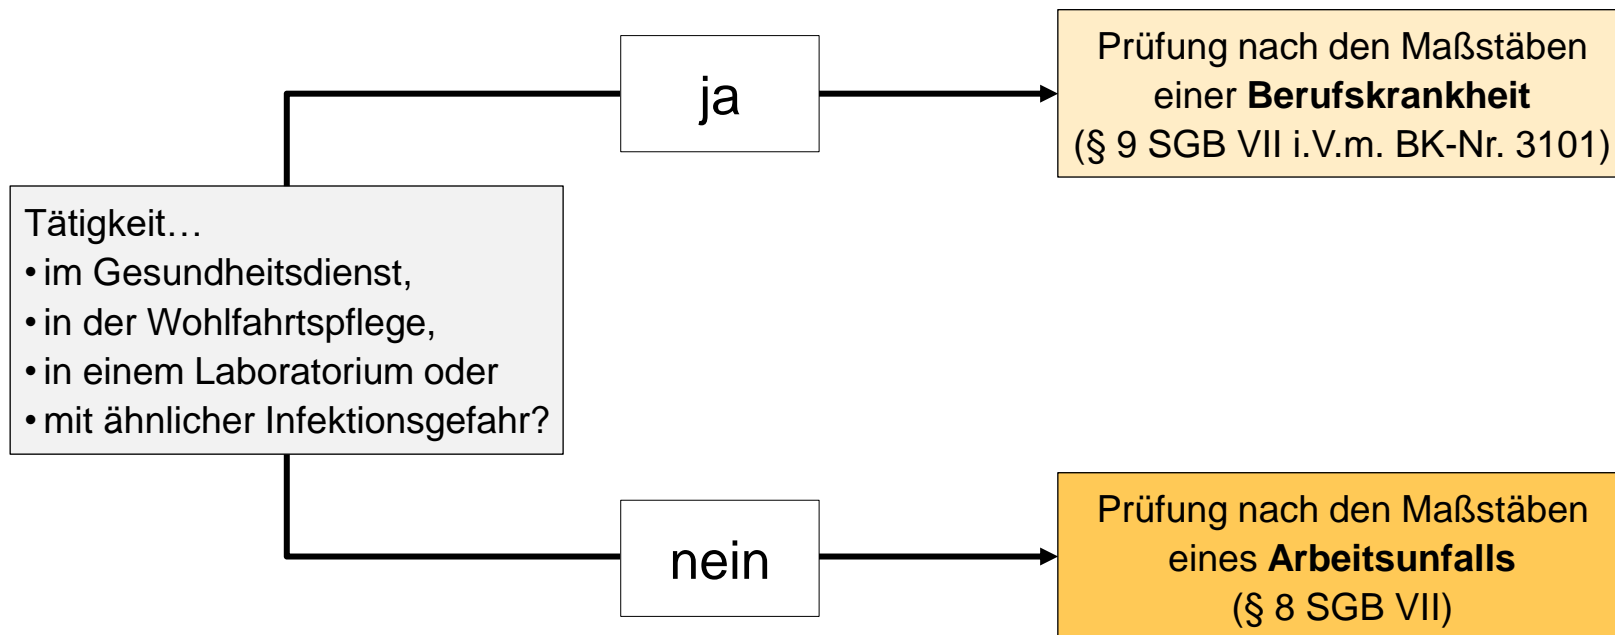 Tätigkeit…
• im Gesundheitsdienst,
• in der Wohlfahrtspflege,
• in einem Laboratorium oder
• mit ähnlicher Infektionsgefahr?
ja
Prüfung nach den Maßstäben
einer Berufskrankheit
(§ 9 SGB VII i.V.m. BK-Nr. 3101)
nein
Prüfung nach den Maßstäben
eines Arbeitsunfalls
(§ 8 SGB VII)